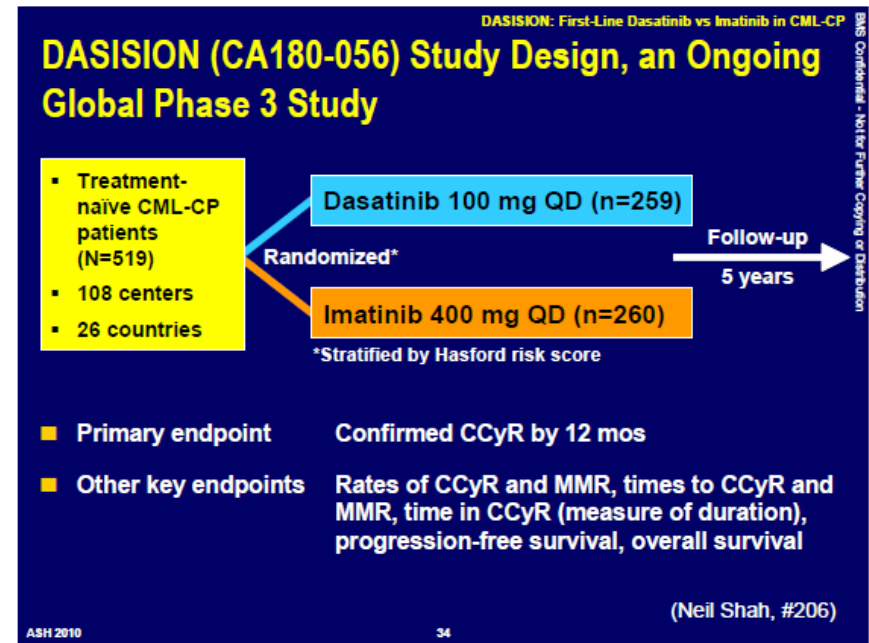 DASISION: First-Line Dasatinib vs Imatinib in CML-CP
DASISION (CA180-056) Study Design, an Ongoing
Global Phase 3 Study
▪ Treatment-
naïve CML-CP
patients
(N=519)
▪ 108 centers
▪ 26 countries
Randomized*
Dasatinib 100 mg QD (n=259)
Imatinib 400 mg QD (n=260)
*Stratified by Hasford risk score
Follow-up
5 years
■ Primary endpoint Confirmed CCyR by 12 mos
■ Other key endpoints Rates of CCyR and MMR, times to CCyR and
MMR, time in CCyR (measure of duration),
progression-free survival, overall survival
(Neil Shah, #206)
ASH 2010
34
BMS Confidential - Not for Further Copying or Distribution